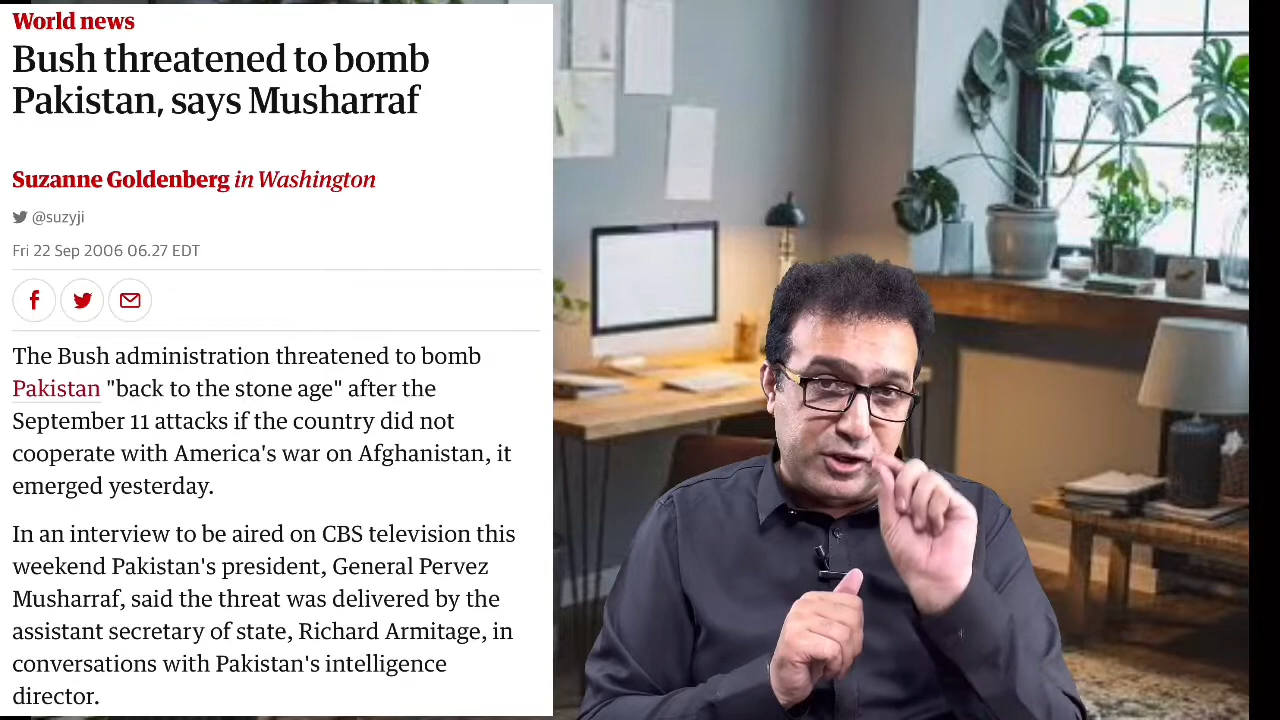 World news
Bush threatened to bomb
Pakistan, says Musharraf
Suzanne Goldenberg in Washington
@suzyji
Fri 22 Sep 2006 06.27 EDT
The Bush administration threatened to bomb
Pakistan "back to the stone age" after the
September 11 attacks if the country did not
cooperate with America's war on Afghanistan, it
emerged yesterday.
In an interview to be aired on CBS television this
weekend Pakistan's president, General Pervez
Musharraf, said the threat was delivered by the
assistant secretary of state, Richard Armitage, in
conversations with Pakistan's intelligence
director.